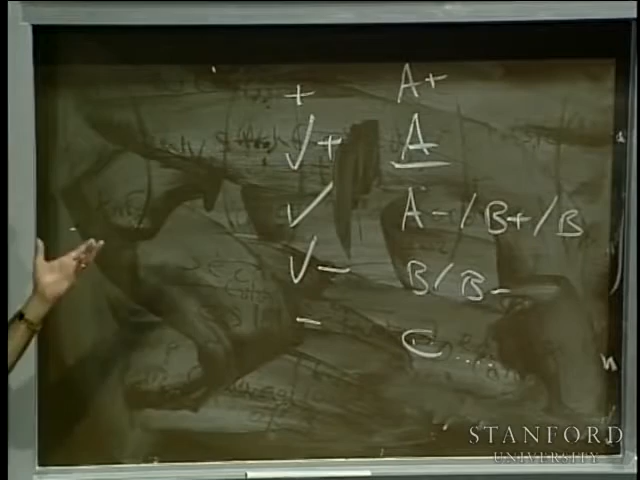 + A+
✓+ A
✓ A-/B+/B
✓- B/B-
- C....
STANFORD
UNIVERSITY